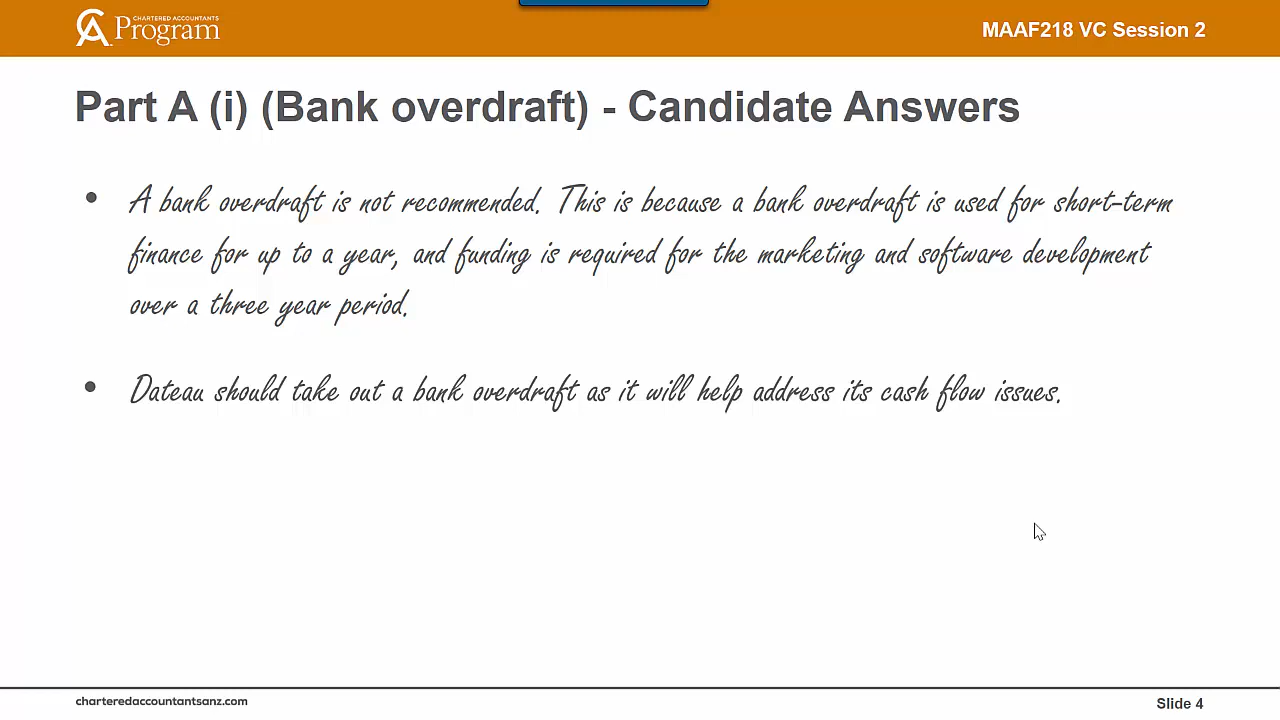 CHARTERED ACCOUNTANTS
CA Program
MAAF218 VC Session 2
Part A (i) (Bank overdraft) - Candidate Answers
• A bank overdraft is not recommended. This is because a bank overdraft is used for short-term
finance for up to a year, and funding is required for the marketing and software development
over a three year period.
• Dateau should take out a bank overdraft as it will help address its cash flow issues.
charteredaccountantsanz.com
Slide 4